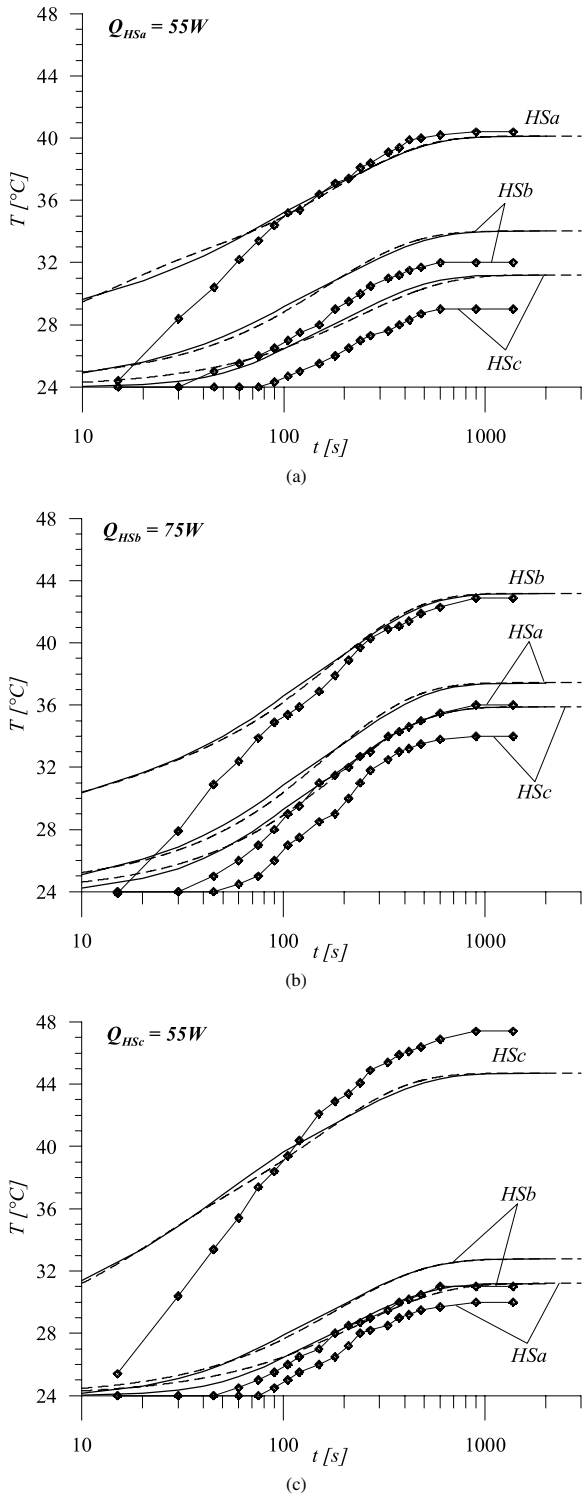 Q_HSa = 55W
48
44
40
36
32
28
24
T [°C]
HSa
HSb
HSc
10
100
1000
t [s]
(a)
Q_HSb = 75W
48
44
40
36
32
28
24
T [°C]
HSb
HSa
HSc
10
100
1000
t [s]
(b)
Q_HSc = 55W
48
44
40
36
32
28
24
T [°C]
HSc
HSb
HSa
10
100
1000
t [s]
(c)